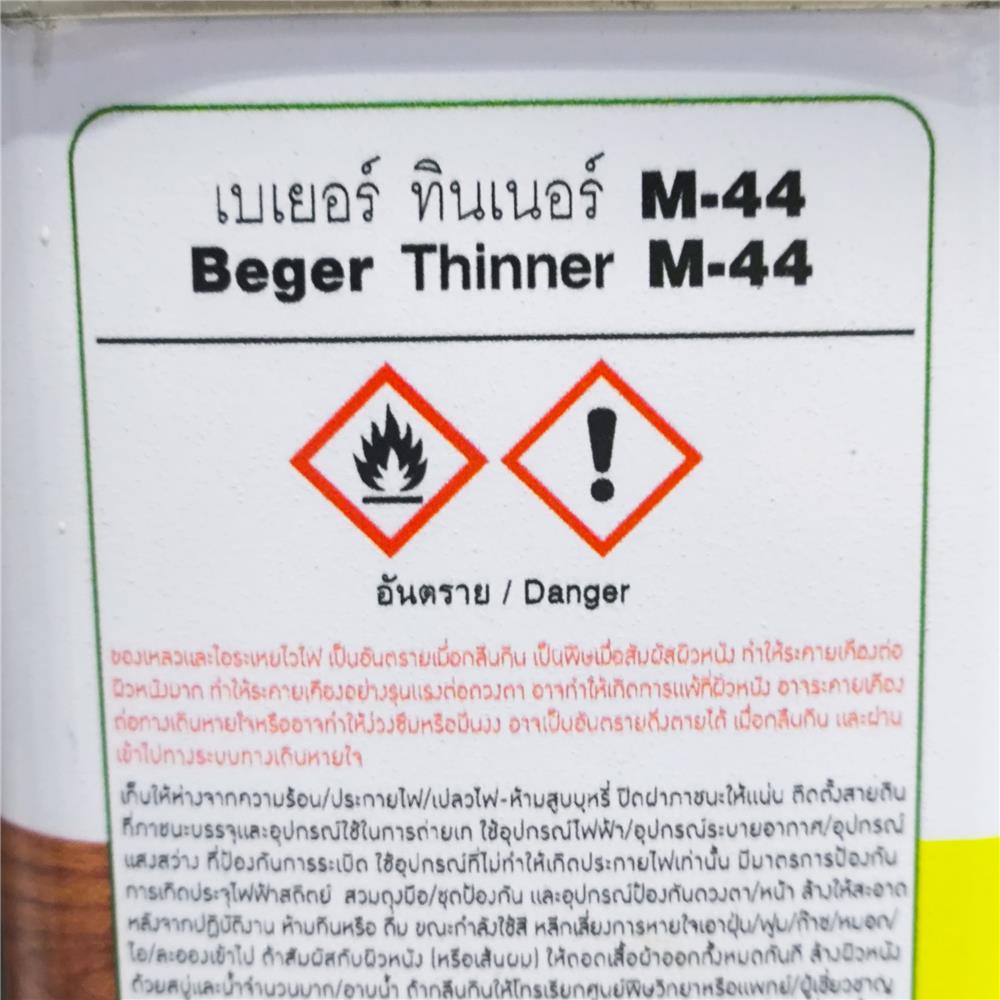 เบเยอร์ ทินเนอร์ M-44
Beger Thinner M-44
อันตราย / Danger
ของเหลวและไอระเหยไวไฟ เป็นอันตรายเมื่อกลืนกิน เป็นพิษเมื่อสัมผัสผิวหนัง ทำให้ระคายเคืองต่อ
ผิวหนังมาก ทำให้ระคายเคืองอย่างรุนแรงต่อดวงตา อาจทำให้เกิดการแพ้ที่ผิวหนัง อาจระคายเคือง
ต่อทางเดินหายใจหรืออาจทำให้ง่วงซึมหรือมึนงง อาจเป็นอันตรายถึงตายได้ เมื่อกลืนกิน และผ่าน
เข้าไปทางระบบทางเดินหายใจ
เก็บให้ห่างจากความร้อน/ประกายไฟ/เปลวไฟ-ห้ามสูบบุหรี่ ปิดฝาภาชนะให้แน่น ติดตั้งสายดิน
ที่ภาชนะบรรจุและอุปกรณ์ใช้ในการถ่ายเท ใช้อุปกรณ์ไฟฟ้า/อุปกรณ์ระบายอากาศ/อุปกรณ์
แสงสว่าง ที่ป้องกันการระเบิด ใช้อุปกรณ์ที่ไม่ทำให้เกิดประกายไฟเท่านั้น มีมาตรการป้องกัน
การเกิดประจุไฟฟ้าสถิตย์ สวมถุงมือ/ชุดป้องกัน และอุปกรณ์ป้องกันดวงตา/หน้า ล้างให้สะอาด
หลังจากปฏิบัติงาน ห้ามกินหรือ ดื่ม ขณะกำลังใช้สี หลีกเลี่ยงการหายใจเอาฝุ่น/ฟูม/ก๊าซ/หมอก/
ไอ/ละอองเข้าไป ถ้าสัมผัสกับผิวหนัง (หรือเส้นผม) ให้ถอดเสื้อผ้าออกทั้งหมดทันที ล้างผิวหนัง
ด้วยสบู่และน้ำจำนวนมาก/อาบน้ำ ถ้ากลืนกินให้โทรเรียกศูนย์พิษวิทยาหรือแพทย์/ผู้เชี่ยวชาญ